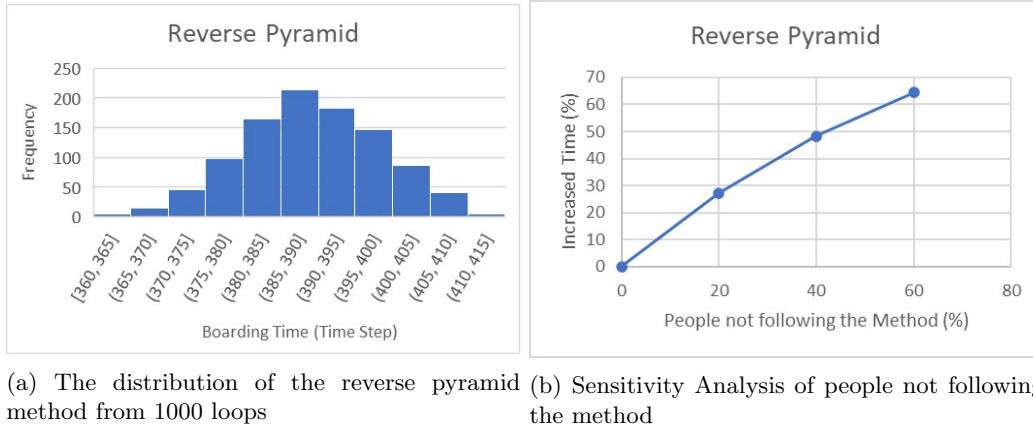 Reverse Pyramid
250
200
150
100
50
0
Frequency
[360, 365]
(365, 370]
(370, 375]
(375, 380]
(380, 385]
(385, 390]
(390, 395]
(395, 400]
(400, 405]
(405, 410]
(410, 415]
Boarding Time (Time Step)
(a) The distribution of the reverse pyramid
method from 1000 loops
Reverse Pyramid
70
60
50
40
30
20
10
0
Increased Time (%)
0 20 40 60 80
People not following the Method (%)
(b) Sensitivity Analysis of people not following
the method